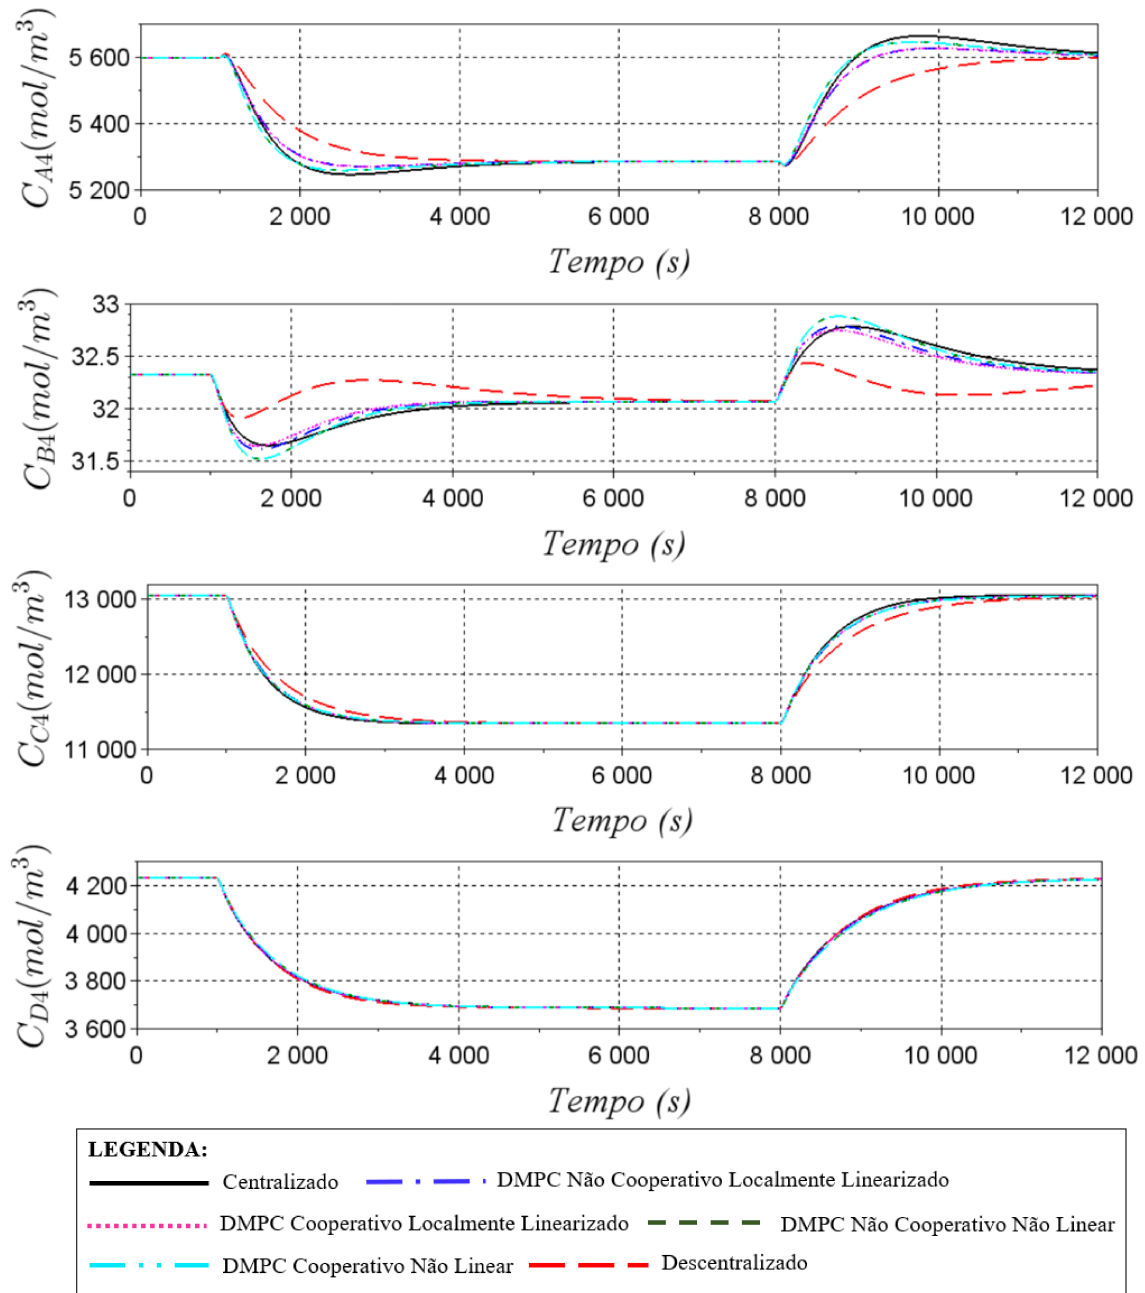 C_{A4}(mol/m^3)
5 600
5 400
5 200
0 2 000 4 000 6 000 8 000 10 000 12 000
Tempo (s)
C_{B4}(mol/m^3)
33
32.5
32
31.5
0 2 000 4 000 6 000 8 000 10 000 12 000
Tempo (s)
C_{C4}(mol/m^3)
13 000
12 000
11 000
0 2 000 4 000 6 000 8 000 10 000 12 000
Tempo (s)
C_{D4}(mol/m^3)
4 200
4 000
3 800
3 600
0 2 000 4 000 6 000 8 000 10 000 12 000
Tempo (s)
LEGENDA:
Centralizado DMPC Não Cooperativo Localmente Linearizado
DMPC Cooperativo Localmente Linearizado DMPC Não Cooperativo Não Linear
DMPC Cooperativo Não Linear Descentralizado